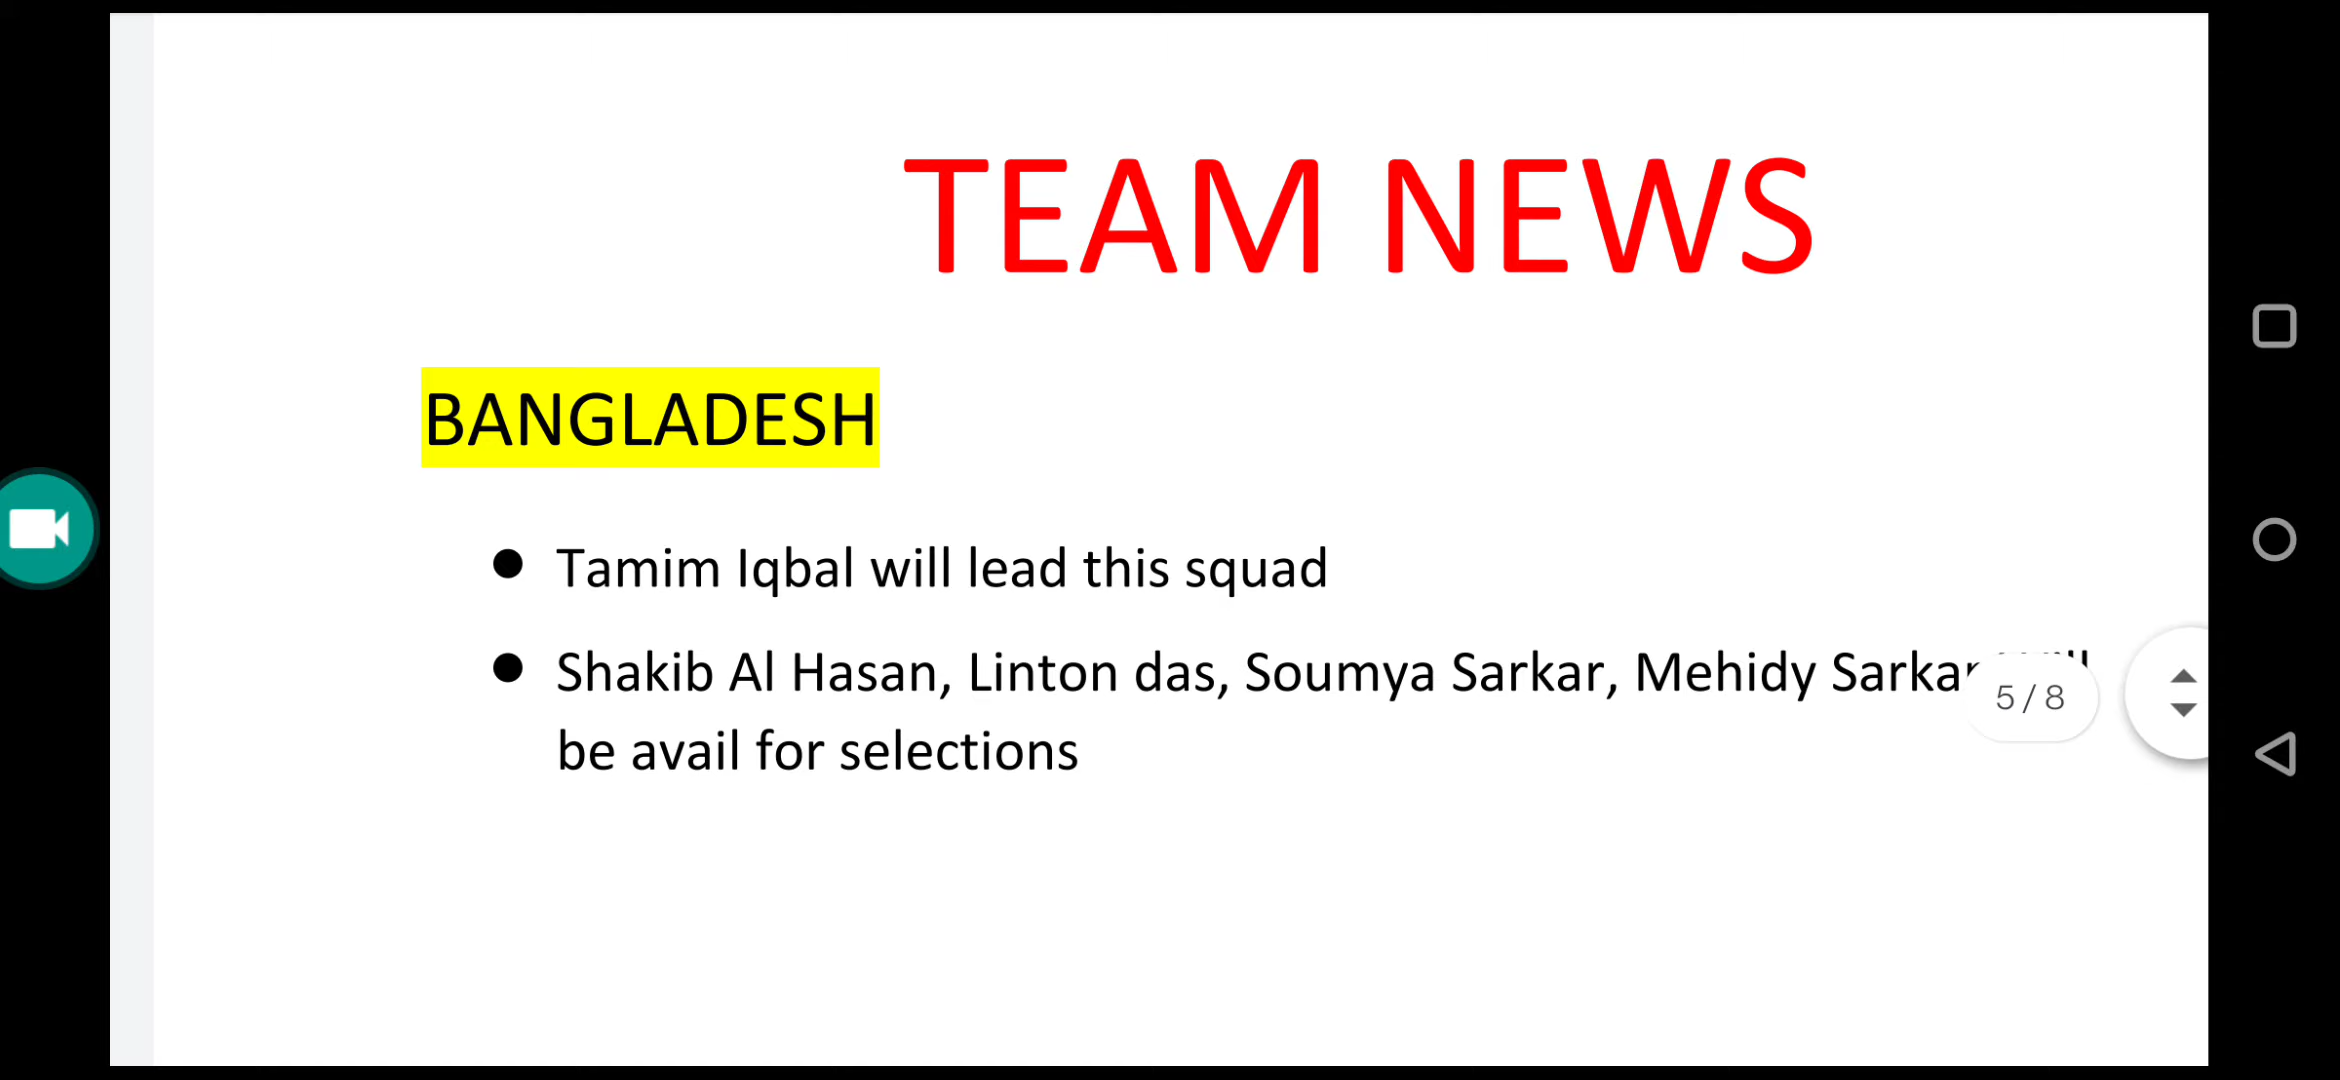 TEAM NEWS
BANGLADESH
● Tamim Iqbal will lead this squad
● Shakib Al Hasan, Linton das, Soumya Sarkar, Mehidy Sarkar
be avail for selections
5 / 8